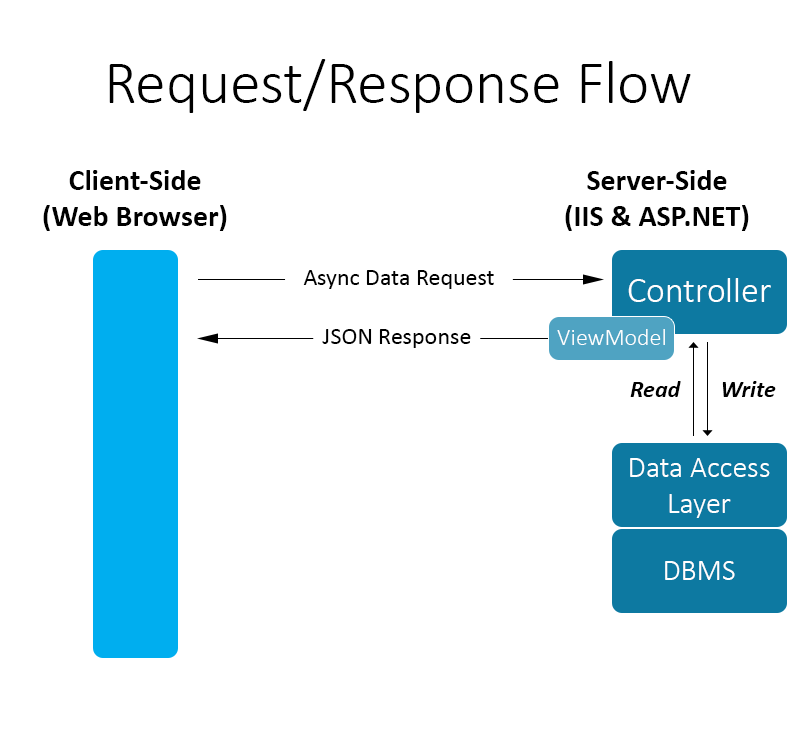 Request/Response Flow
Client-Side
(Web Browser)
Server-Side
(IIS & ASP.NET)
Async Data Request
Controller
JSON Response
ViewModel
Read
Write
Data Access
Layer
DBMS